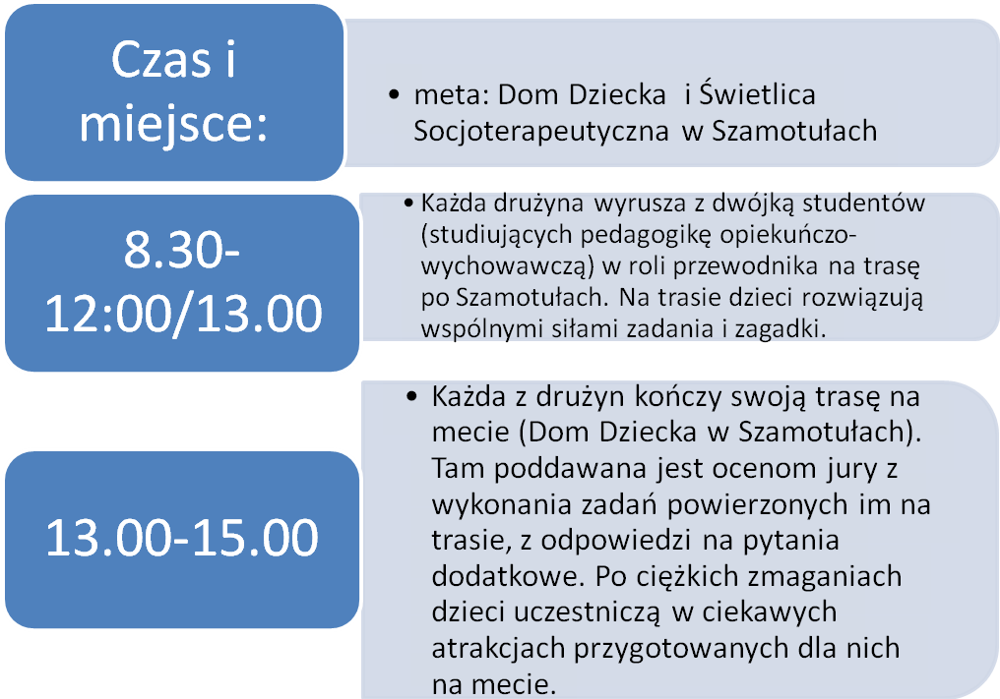 Czas i
miejsce:
• meta: Dom Dziecka i Świetlica
Socjoterapeutyczna w Szamotułach
8.30-
12:00/13.00
• Każda drużyna wyrusza z dwójką studentów
(studiujących pedagogikę opiekuńczo-
wychowawczą) w roli przewodnika na trasę
po Szamotułach. Na trasie dzieci rozwiązują
wspólnymi siłami zadania i zagadki.
13.00-15.00
• Każda z drużyn kończy swoją trasę na
mecie (Dom Dziecka w Szamotułach).
Tam poddawana jest ocenom jury z
wykonania zadań powierzonych im na
trasie, z odpowiedzi na pytania
dodatkowe. Po ciężkich zmaganiach
dzieci uczestniczą w ciekawych
atrakcjach przygotowanych dla nich
na mecie.